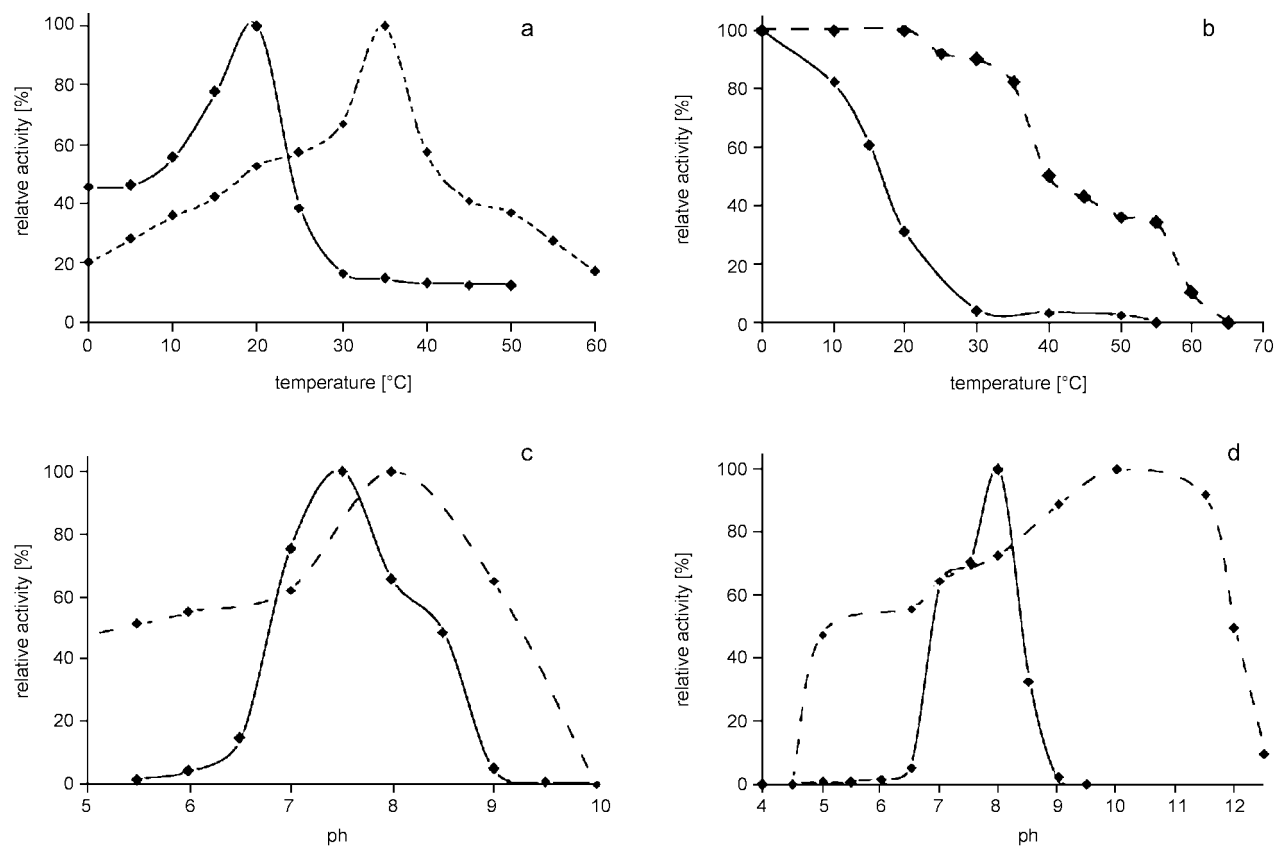 a
100
80
60
40
20
0
relatve activity [%]
0 10 20 30 40 50 60
temperature [°C]
b
100
80
60
40
20
0
relatve activity [%]
0 10 20 30 40 50 60 70
temperature [°C]
c
100
80
60
40
20
0
relative activity [%]
5 6 7 8 9 10
ph
d
100
80
60
40
20
0
relative activity [%]
4 5 6 7 8 9 10 11 12
ph